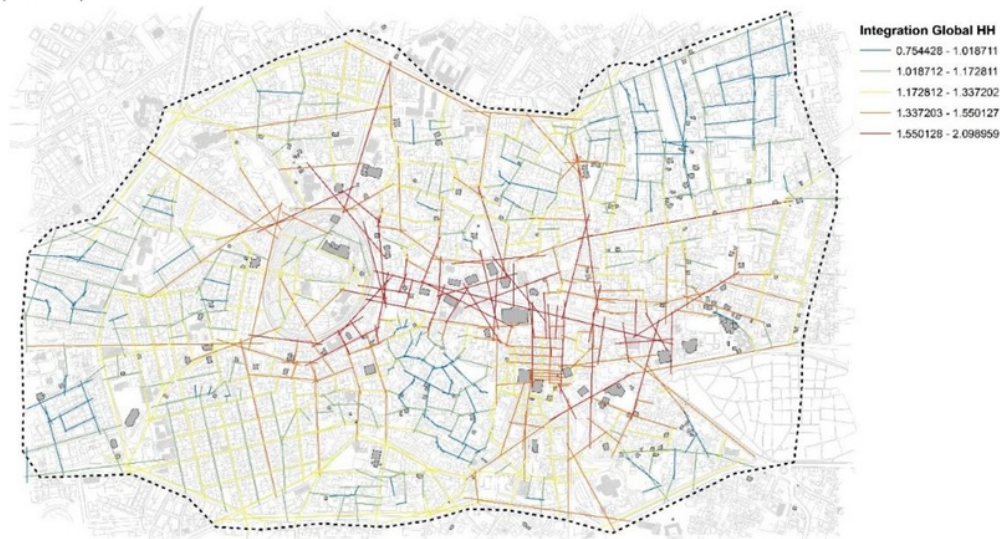 Integration Global HH
0.754428 - 1.018711
1.018712 - 1.172811
1.172812 - 1.337202
1.337203 - 1.550127
1.550128 - 2.098959